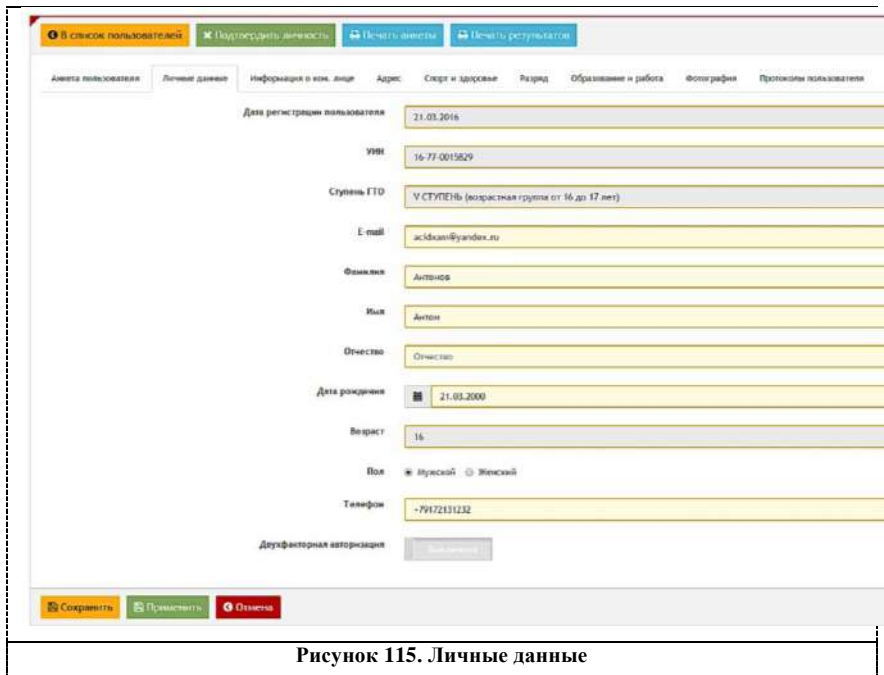 В список пользователей Подтвердить личность Печать анкеты Печать результатов
Анкета пользователя Личные данные Информация о кон. лице Адрес Спорт и здоровье Разряд Образование и работа Фотография Протоколы пользователя
Дата регистрации пользователя 21.03.2016
УИН 16-77-0015829
Ступень ГТО V СТУПЕНЬ (возрастная группа от 16 до 17 лет)
E-mail acidxam@yandex.ru
Фамилия Антонов
Имя Антон
Отчество Отчество
Дата рождения 21.03.2000
Возраст 16
Пол Мужской Женский
Телефон +79172131232
Двухфакторная авторизация
Сохранить Применить Отмена
Рисунок 115. Личные данные